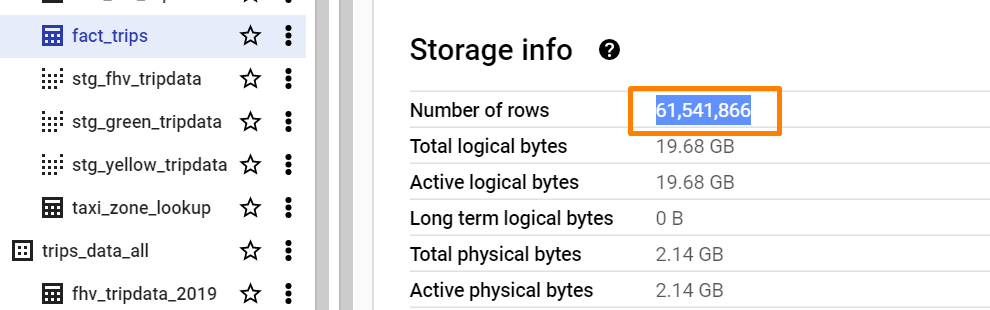 fact_trips
stg_fhv_tripdata
stg_green_tripdata
stg_yellow_tripdata
taxi_zone_lookup
trips_data_all
fhv_tripdata_2019
Storage info ?
Number of rows 61,541,866
Total logical bytes 19.68 GB
Active logical bytes 19.68 GB
Long term logical bytes 0 B
Total physical bytes 2.14 GB
Active physical bytes 2.14 GB